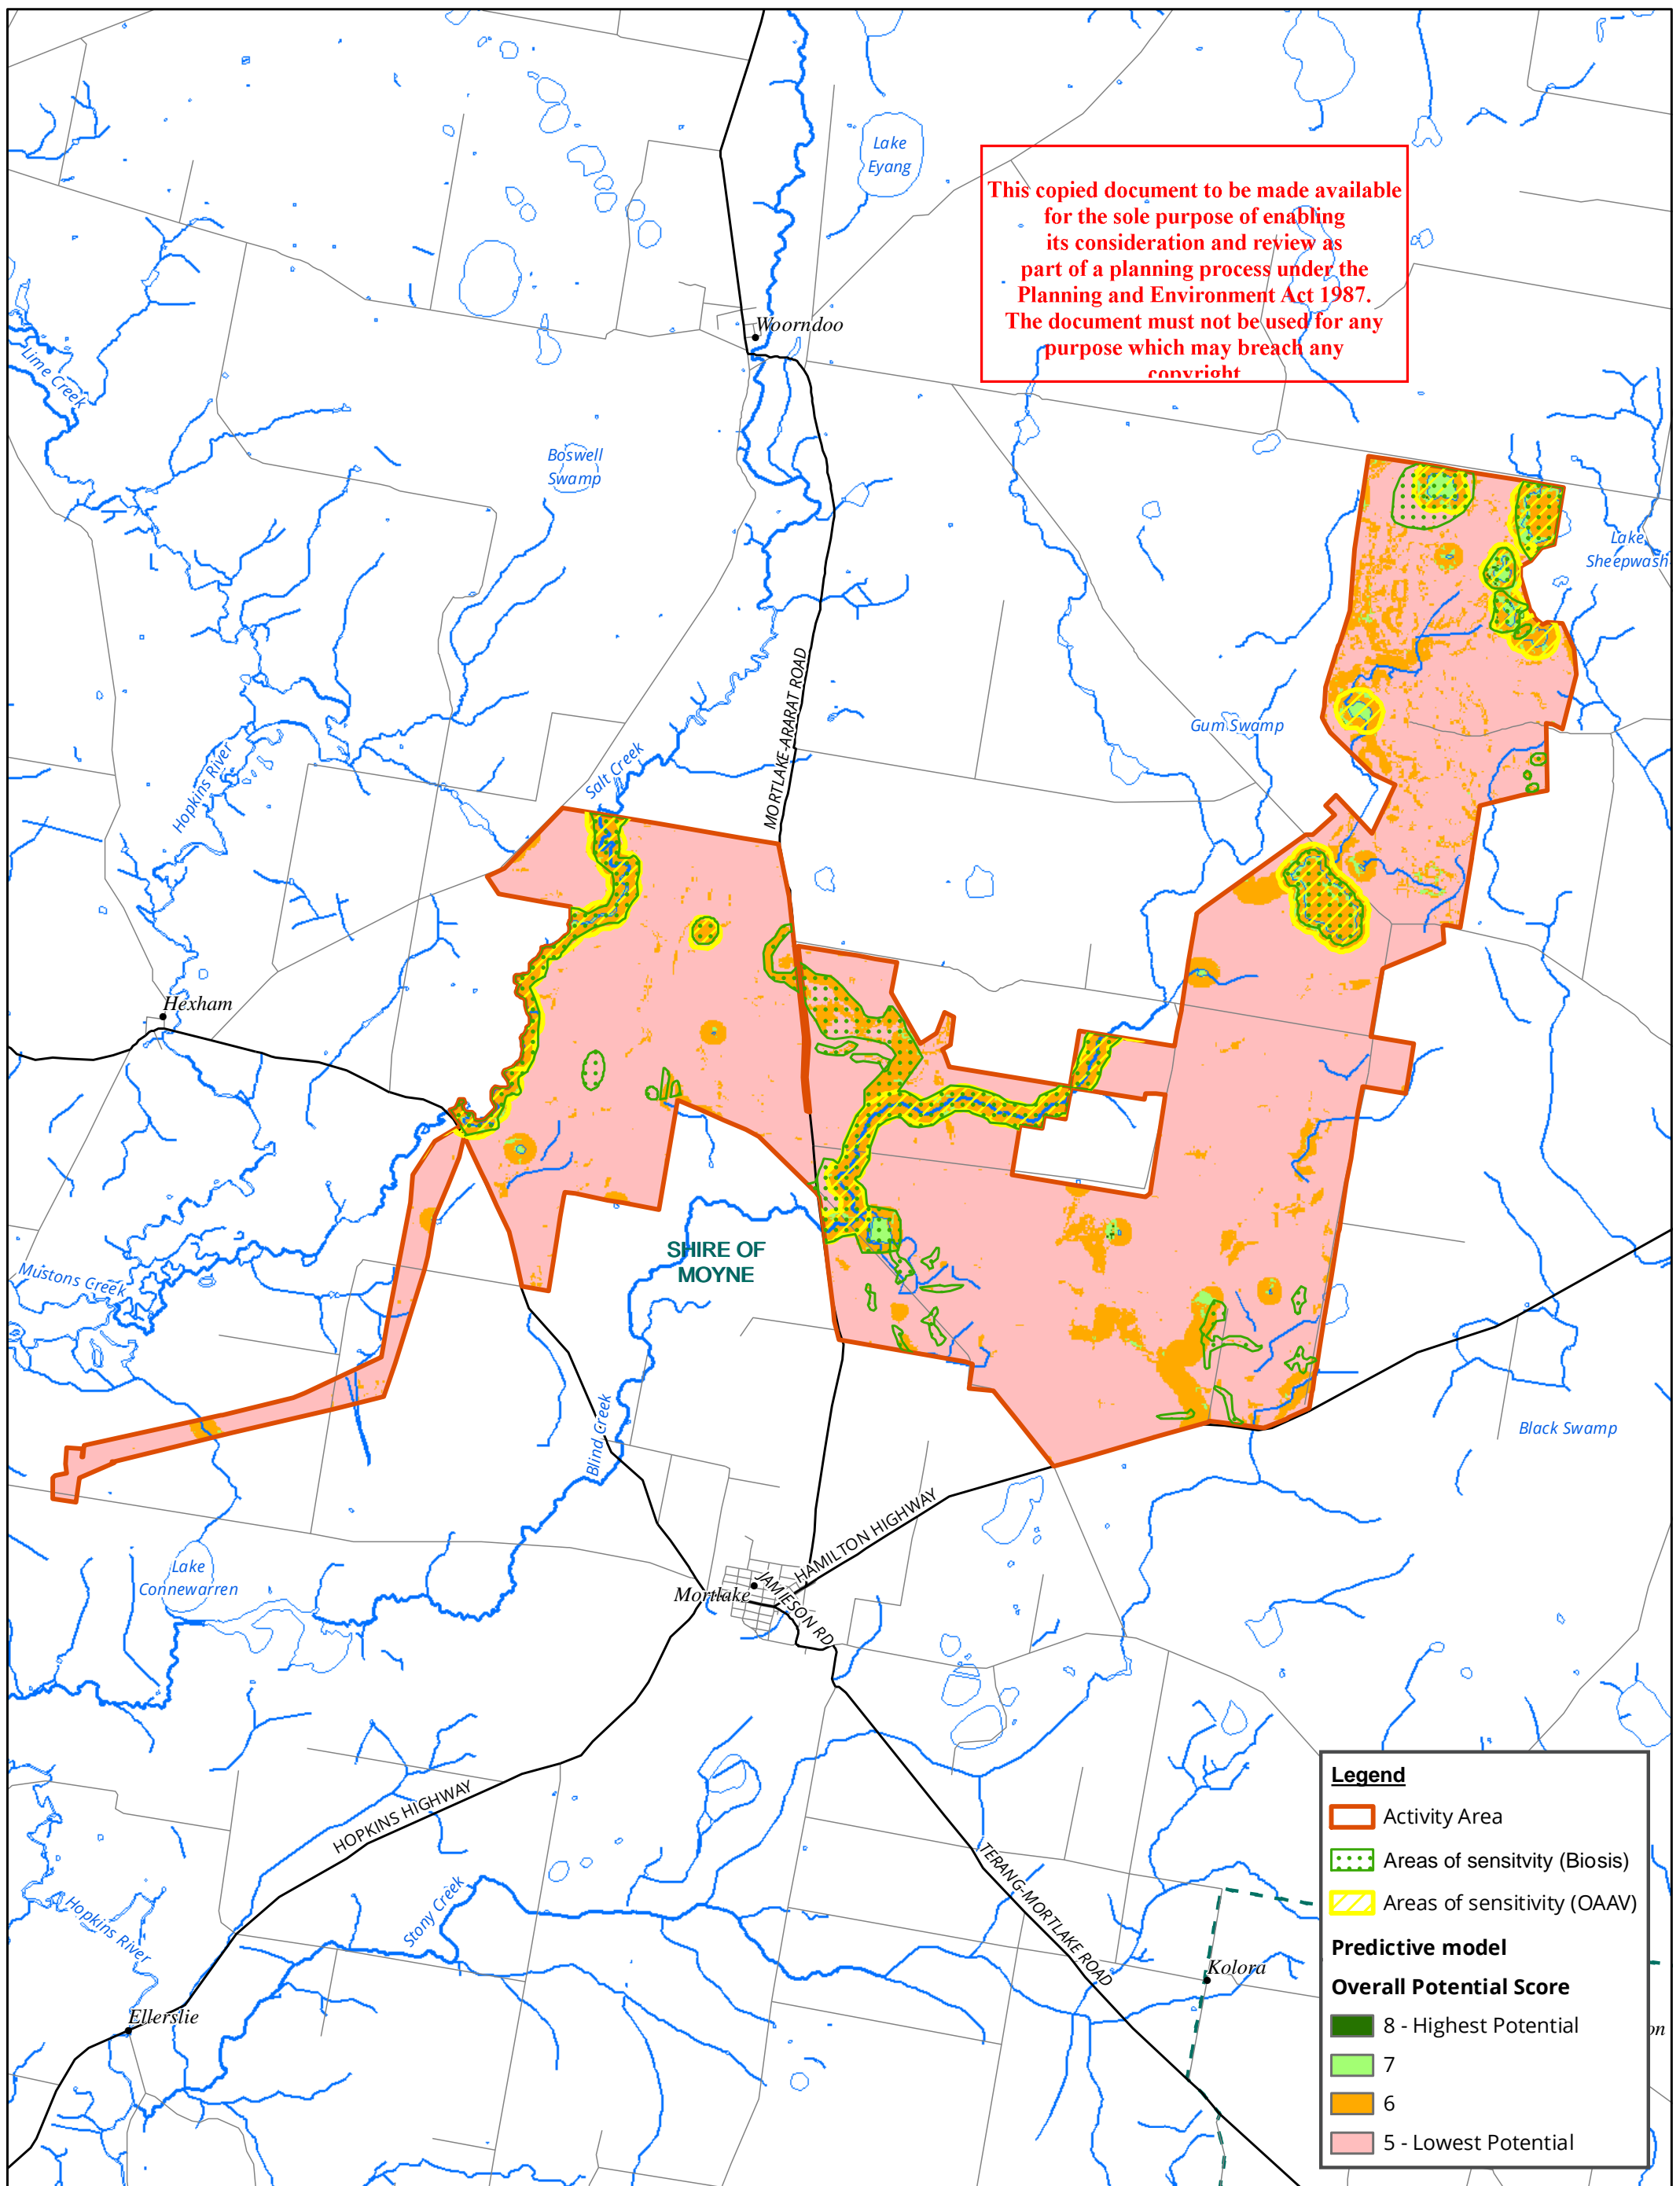 Lake
Eyang
This copied document to be made available
for the sole purpose of enabling
its consideration and review as
part of a planning process under the
Planning and Environment Act 1987.
The document must not be used for any
purpose which may breach any
copyright
Woorndoo
Lime Creek
Boswell
Swamp
Lake
Sheepwash
MORTLAKE-ARARAT ROAD
Gum Swamp
Salt Creek
Hopkins River
Hexham
SHIRE OF
MOYNE
Mustons Creek
Blind Creek
Black Swamp
HAMILTON HIGHWAY
Lake
Connewarren
Mortlake
JAMIESON RD
HOPKINS HIGHWAY
TERANG-MORTLAKE ROAD
Stony Creek
Hopkins River
Kolora
Ellerslie
on
Legend
Activity Area
Areas of sensitvity (Biosis)
Areas of sensitivity (OAAV)
Predictive model
Overall Potential Score
8 - Highest Potential
7
6
5 - Lowest Potential